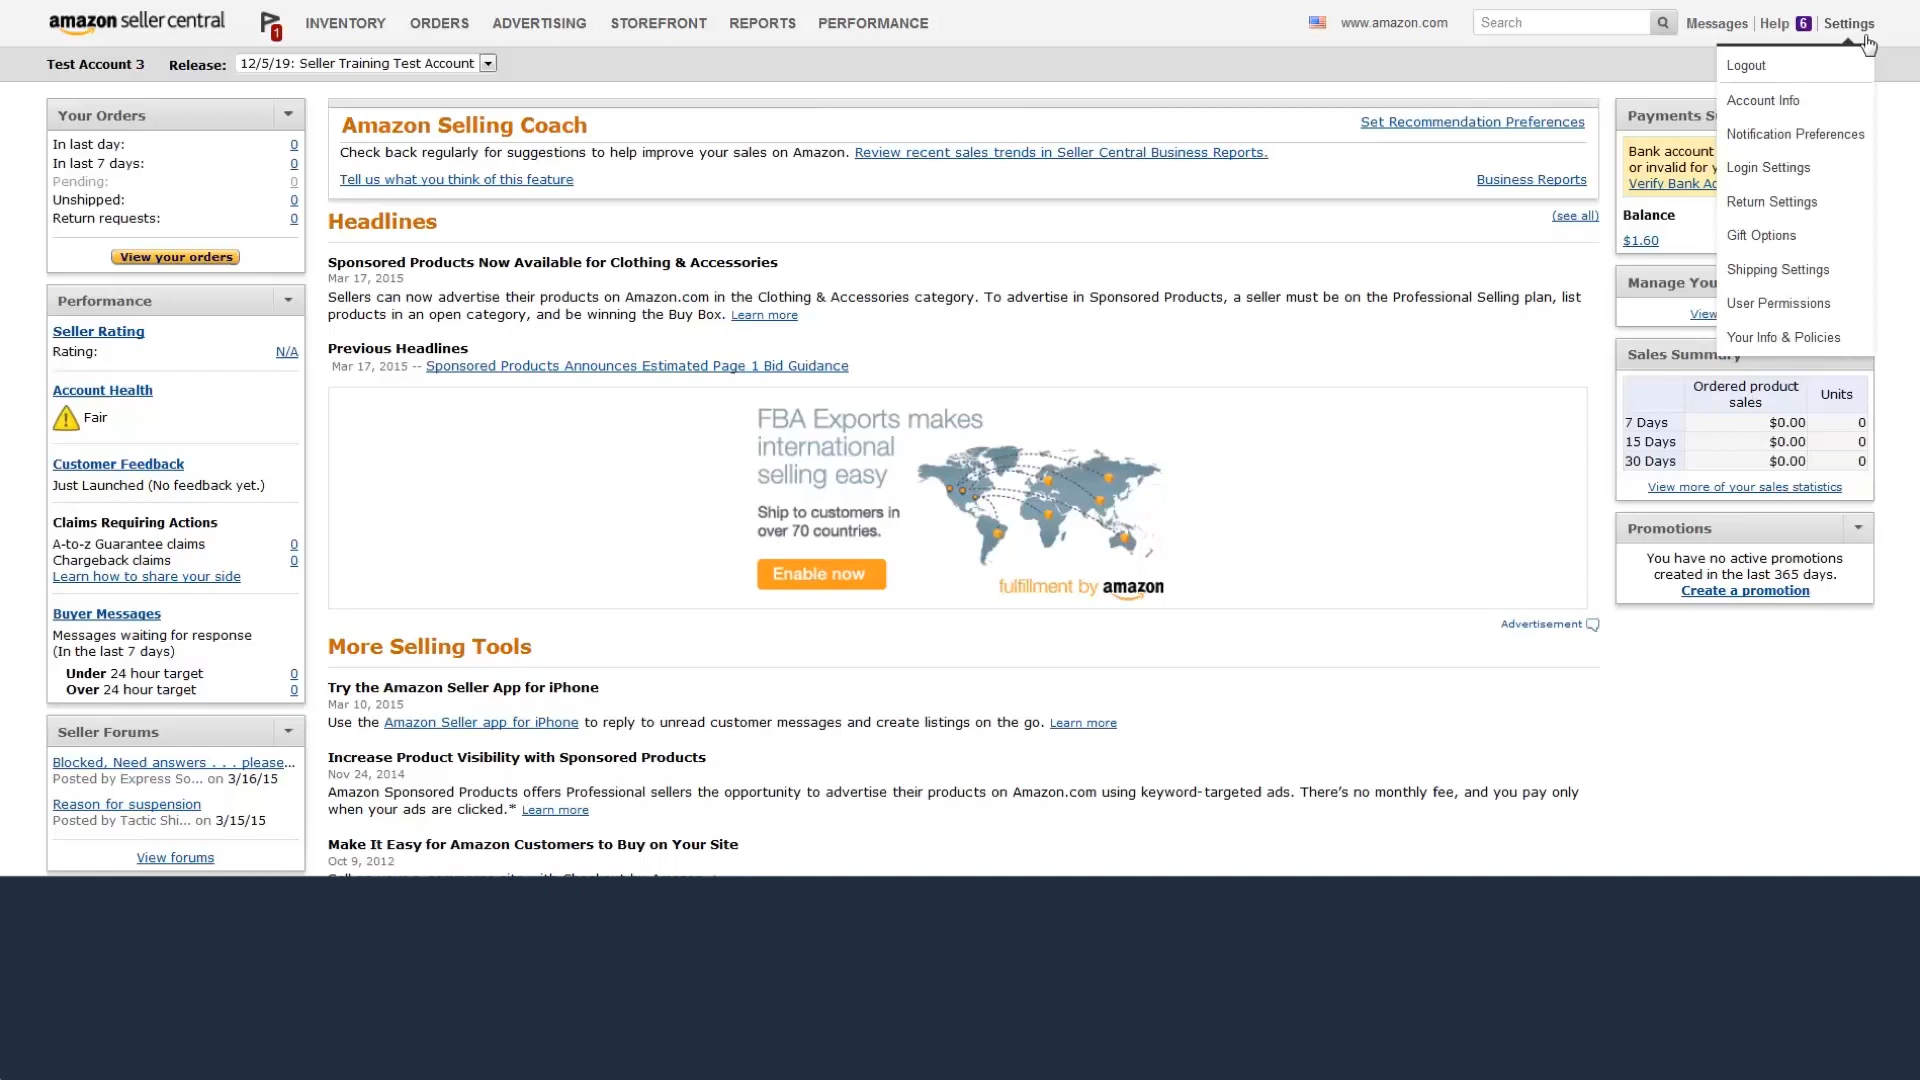 amazon seller central
1
INVENTORY ORDERS ADVERTISING STOREFRONT REPORTS PERFORMANCE
www.amazon.com
Search
Messages | Help 6 | Settings
Test Account 3 Release: 12/5/19: Seller Training Test Account
Logout
Account Info
Notification Preferences
Login Settings
Return Settings
Gift Options
Shipping Settings
User Permissions
Your Info & Policies
Your Orders
In last day: 0
In last 7 days: 0
Pending: 0
Unshipped: 0
Return requests: 0
View your orders
Performance
Seller Rating
Rating: N/A
Account Health
Fair
Customer Feedback
Just Launched (No feedback yet.)
Claims Requiring Actions
A-to-z Guarantee claims 0
Chargeback claims 0
Learn how to share your side
Buyer Messages
Messages waiting for response
(In the last 7 days)
Under 24 hour target 0
Over 24 hour target 0
Seller Forums
Blocked, Need answers . . . please...
Posted by Express So... on 3/16/15
Reason for suspension
Posted by Tactic Shi... on 3/15/15
View forums
Amazon Selling Coach
Set Recommendation Preferences
Check back regularly for suggestions to help improve your sales on Amazon. Review recent sales trends in Seller Central Business Reports.
Tell us what you think of this feature
Business Reports
Headlines
(see all)
Sponsored Products Now Available for Clothing & Accessories
Mar 17, 2015
Sellers can now advertise their products on Amazon.com in the Clothing & Accessories category. To advertise in Sponsored Products, a seller must be on the Professional Selling plan, list
products in an open category, and be winning the Buy Box. Learn more
Previous Headlines
Mar 17, 2015 -- Sponsored Products Announces Estimated Page 1 Bid Guidance
FBA Exports makes
international
selling easy
Ship to customers in
over 70 countries.
Enable now
fulfillment by amazon
Advertisement
More Selling Tools
Try the Amazon Seller App for iPhone
Mar 10, 2015
Use the Amazon Seller app for iPhone to reply to unread customer messages and create listings on the go. Learn more
Increase Product Visibility with Sponsored Products
Nov 24, 2014
Amazon Sponsored Products offers Professional sellers the opportunity to advertise their products on Amazon.com using keyword-targeted ads. There's no monthly fee, and you pay only
when your ads are clicked.* Learn more
Make It Easy for Amazon Customers to Buy on Your Site
Oct 9, 2012
Payments S
Bank account
or invalid for y
Verify Bank Ac
Balance
$1.60
Manage You
View
Sales Summary
Ordered product
sales
Units
7 Days $0.00 0
15 Days $0.00 0
30 Days $0.00 0
View more of your sales statistics
Promotions
You have no active promotions
created in the last 365 days.
Create a promotion